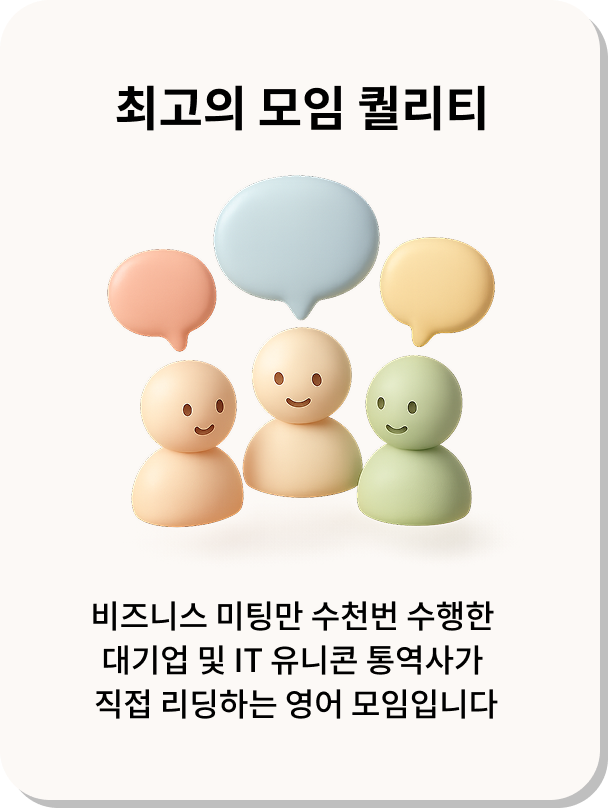 최고의 모임 퀄리티
비즈니스 미팅만 수천번 수행한
대기업 및 IT 유니콘 통역사가
직접 리딩하는 영어 모임입니다